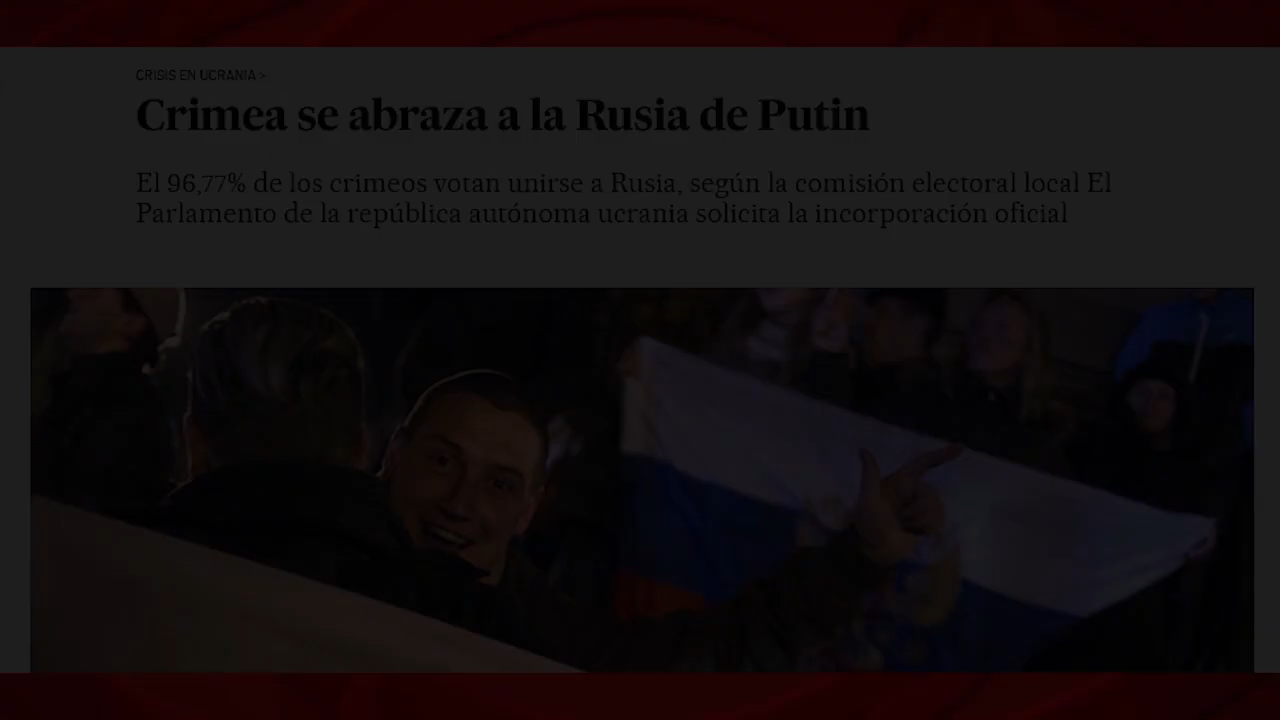 CRISIS EN UCRANIA >
Crimea se abraza a la Rusia de Putin
El 96,77% de los crimeos votan unirse a Rusia, según la comisión electoral local El
Parlamento de la república autónoma ucrania solicita la incorporación oficial